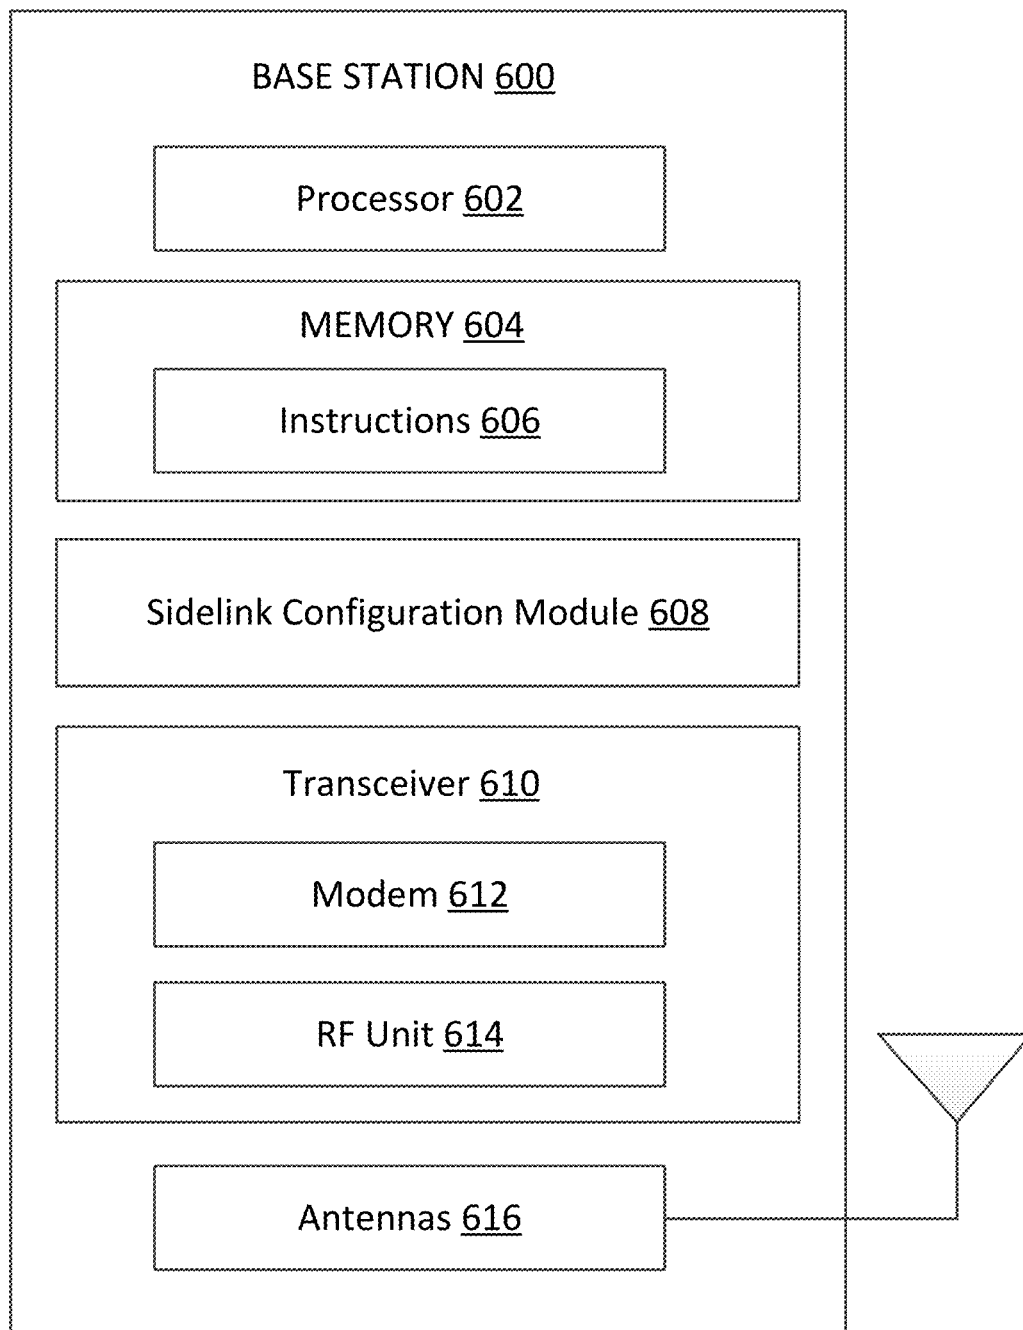 BASE STATION 600
Processor 602
MEMORY 604
Instructions 606
Sidelink Configuration Module 608
Transceiver 610
Modem 612
RF Unit 614
Antennas 616